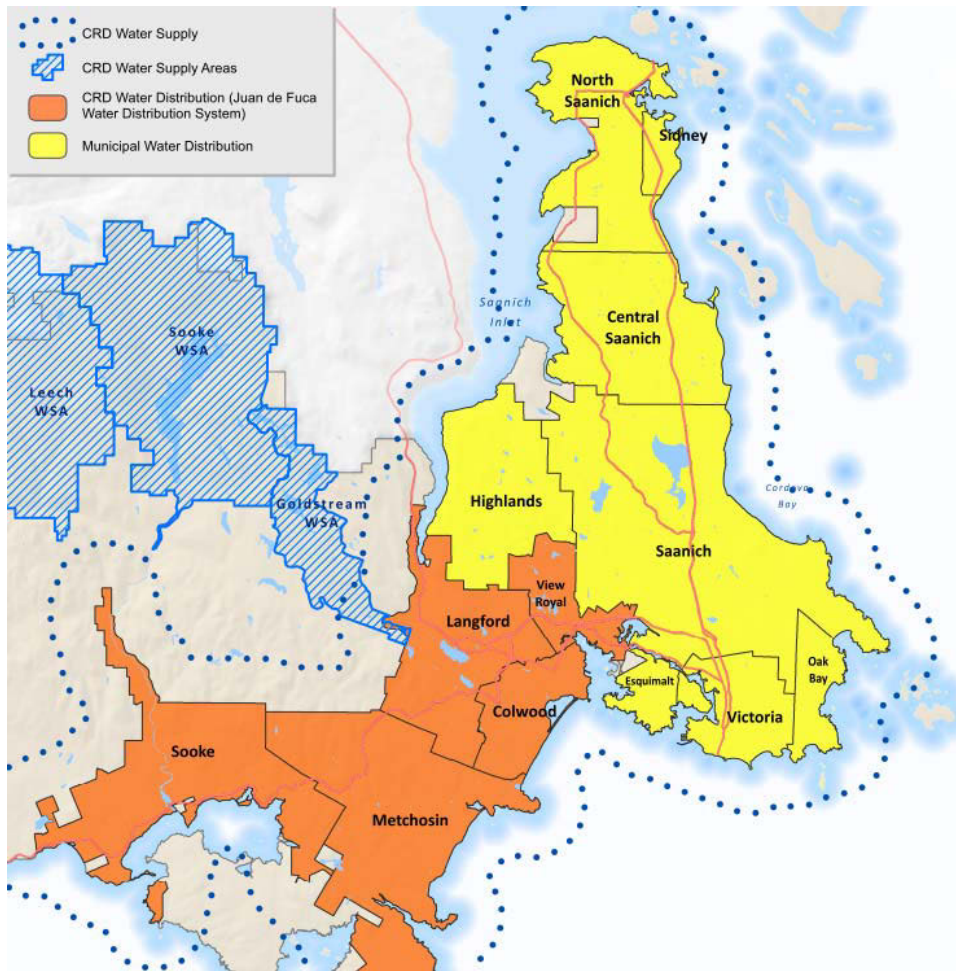 CRD Water Supply
CRD Water Supply Areas
CRD Water Distribution (Juan de Fuca
Water Distribution System)
Municipal Water Distribution
North
Saanich
Sidney
Saanich
Inlet
Central
Saanich
Sooke
WSA
Leech
WSA
Goldstream
WSA
Highlands
Cordova
Bay
Saanich
View
Royal
Langford
Oak
Bay
Esquimalt
Victoria
Colwood
Sooke
Metchosin